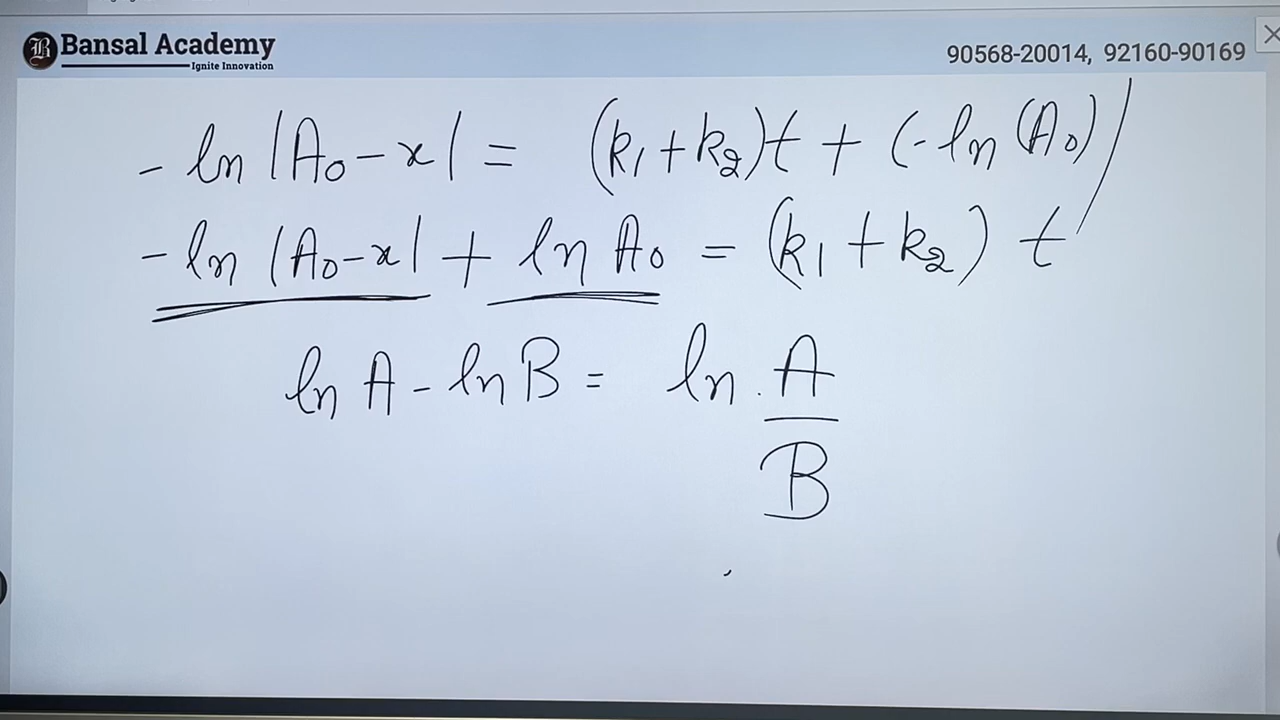 Bansal Academy
Ignite Innovation
90568-20014, 92160-90169
- ln |A₀ - x| = (k₁ + k₂)t + (-ln (A₀))
- ln |A₀ - x| + ln A₀ = (k₁ + k₂) t
ln A - ln B = ln A
B